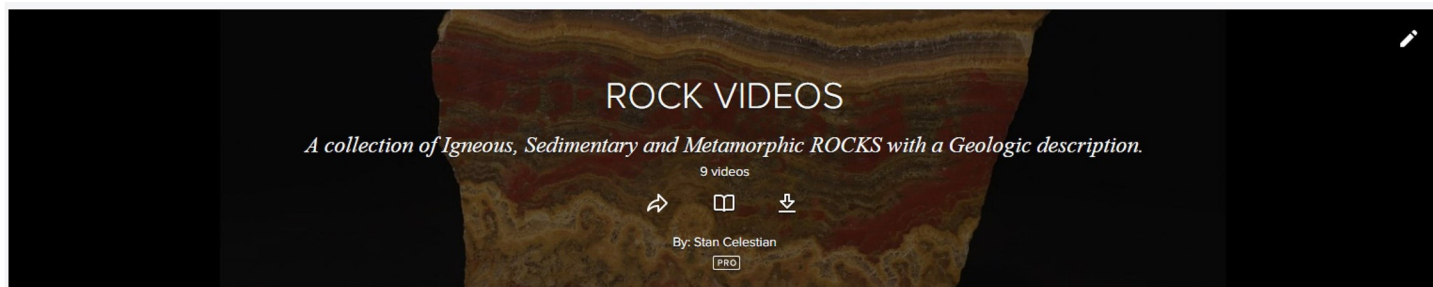 ROCK VIDEOS
A collection of Igneous, Sedimentary and Metamorphic ROCKS with a Geologic description.
9 videos
By: Stan Celestian
PRO